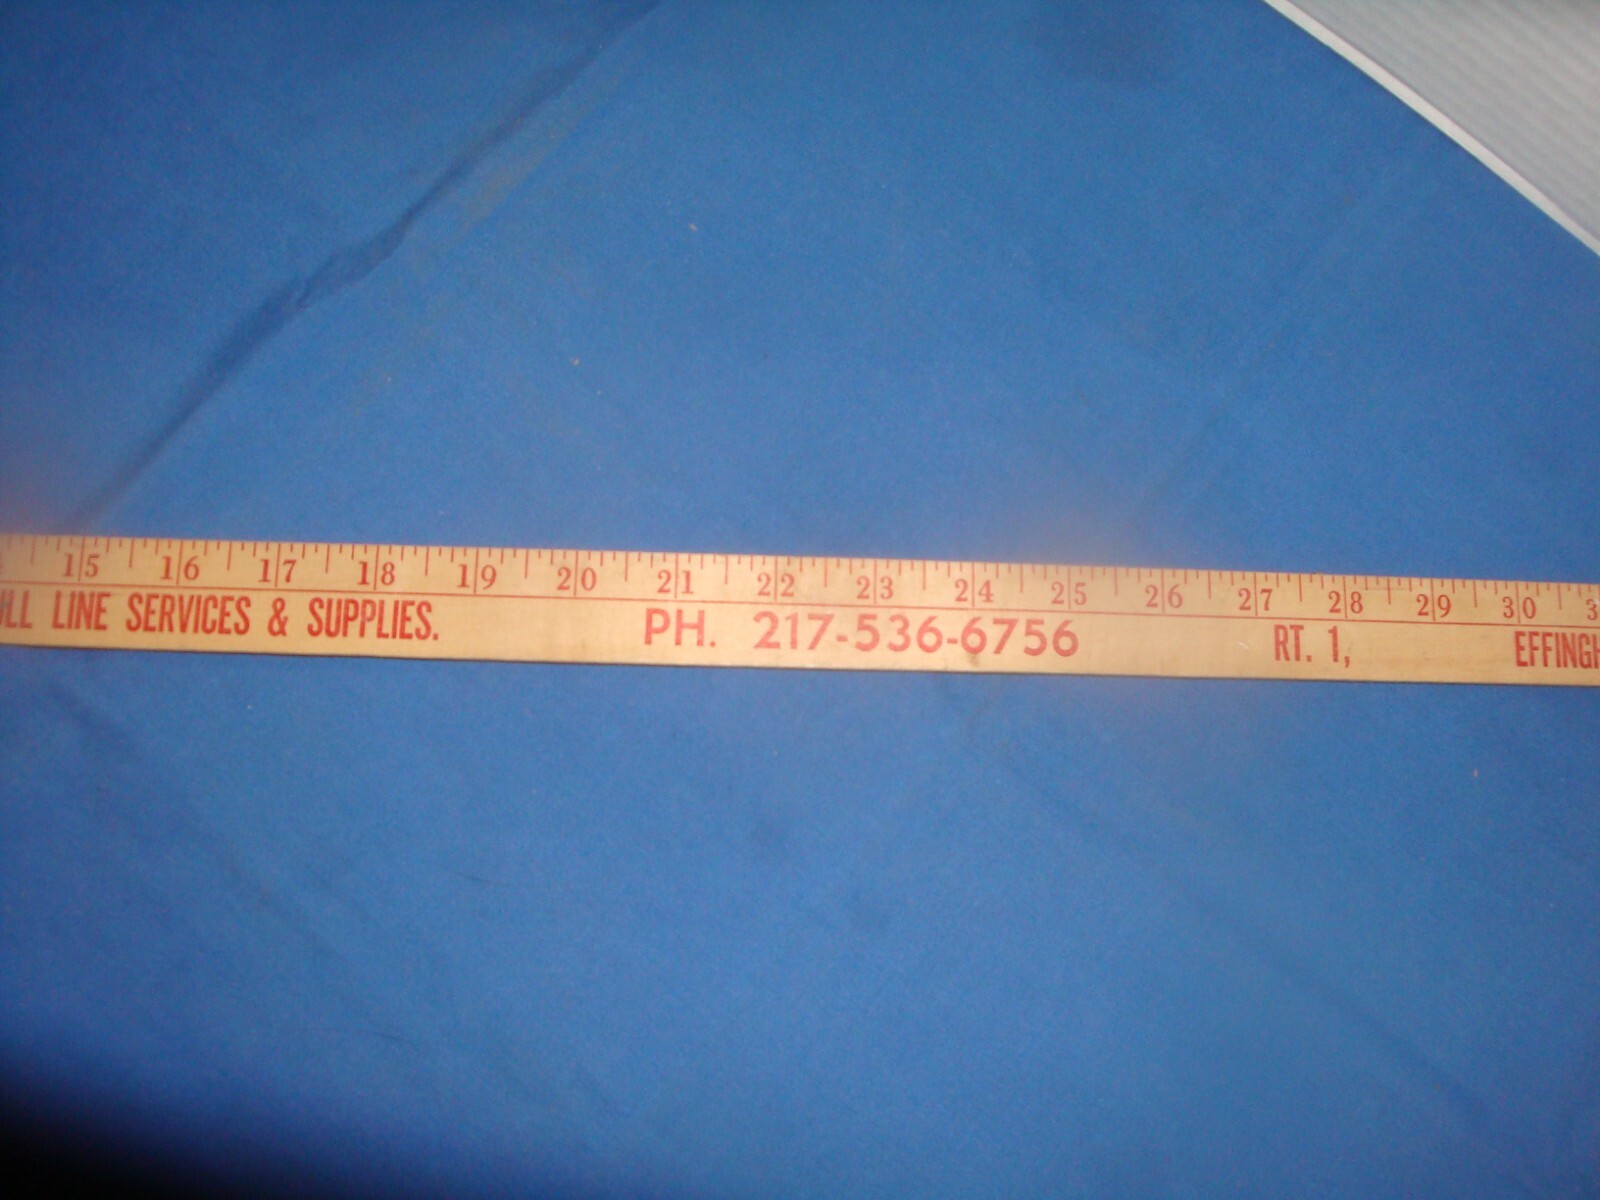 15 16 17 18 19 20 21 22 23 24 25 26 27 28 29 30
LINE SERVICES & SUPPLIES. PH. 217-536-6756 RT. 1,